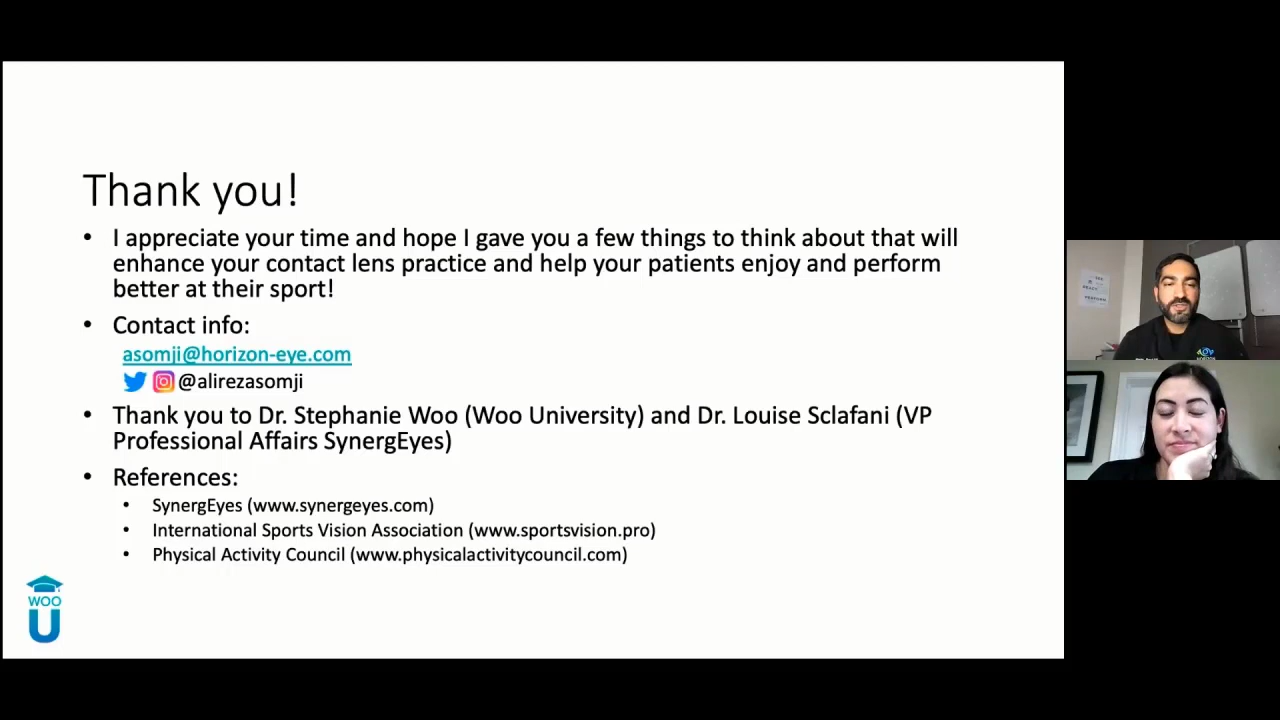 Thank you!
• I appreciate your time and hope I gave you a few things to think about that will
enhance your contact lens practice and help your patients enjoy and perform
better at their sport!
• Contact info:
asomji@horizon-eye.com
@alirezasomji
• Thank you to Dr. Stephanie Woo (Woo University) and Dr. Louise Sclafani (VP
Professional Affairs SynergEyes)
• References:
• SynergEyes (www.synergeyes.com)
• International Sports Vision Association (www.sportsvision.pro)
• Physical Activity Council (www.physicalactivitycouncil.com)
WOO
U